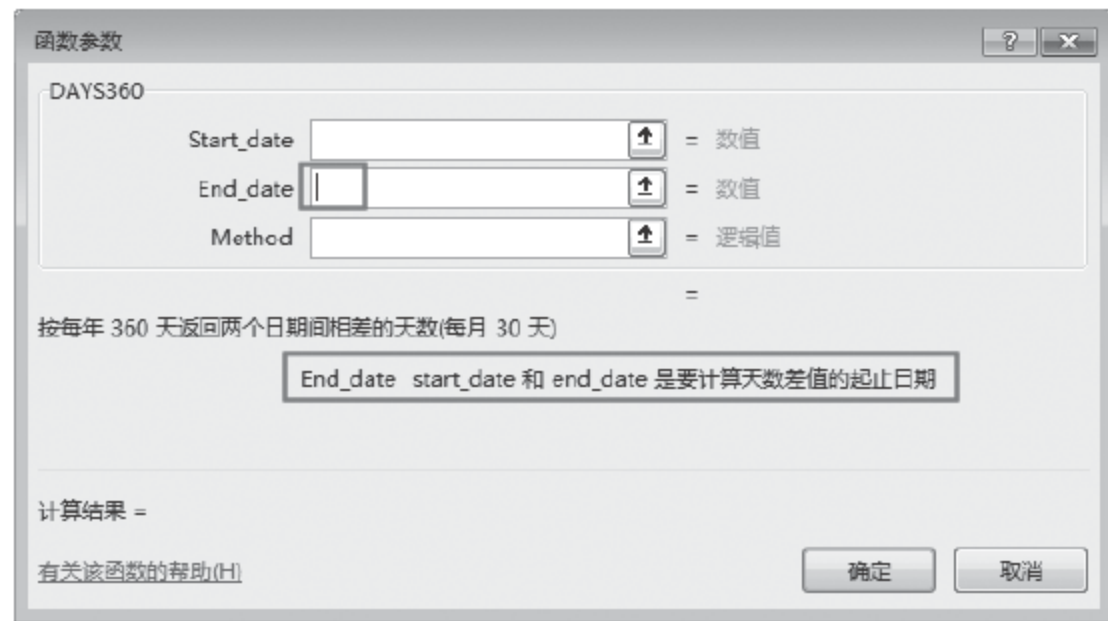 函数参数
DAYS360
Start_date = 数值
End_date = 数值
Method = 逻辑值
=
按每年 360 天返回两个日期间相差的天数(每月 30 天)
End_date start_date 和 end_date 是要计算天数差值的起止日期
计算结果 =
有关该函数的帮助(H)
确定 取消